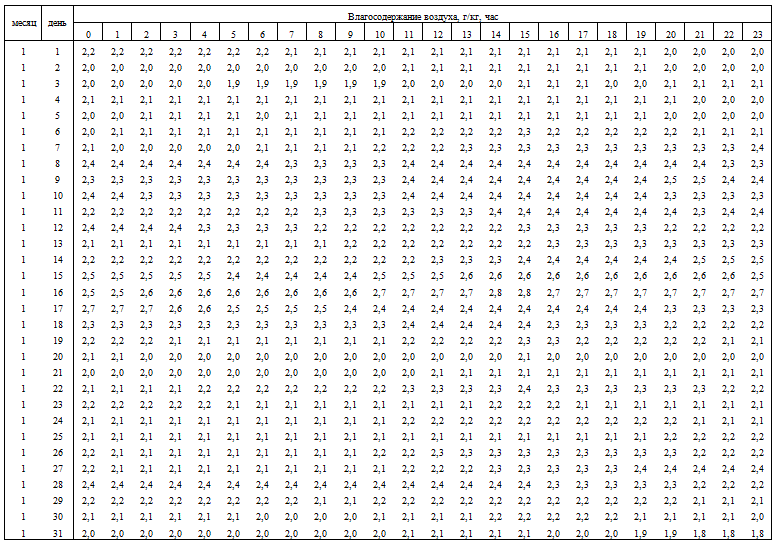 месяц день Влагосодержание воздуха, г/кг, час
0 1 2 3 4 5 6 7 8 9 10 11 12 13 14 15 16 17 18 19 20 21 22 23
1 1 2,2 2,2 2,2 2,2 2,2 2,2 2,2 2,1 2,1 2,1 2,1 2,1 2,1 2,1 2,1 2,1 2,1 2,1 2,1 2,1 2,0 2,0 2,0 2,0
1 2 2,0 2,0 2,0 2,0 2,0 2,0 2,0 2,0 2,0 2,0 2,0 2,1 2,1 2,1 2,1 2,1 2,1 2,1 2,1 2,1 2,0 2,0 2,0 2,0
1 3 2,0 2,0 2,0 2,0 2,0 1,9 1,9 1,9 1,9 1,9 1,9 2,0 2,0 2,0 2,0 2,1 2,1 2,1 2,0 2,0 2,1 2,1 2,1 2,1
1 4 2,1 2,1 2,1 2,1 2,1 2,1 2,1 2,1 2,1 2,1 2,1 2,1 2,1 2,1 2,1 2,1 2,1 2,1 2,1 2,1 2,0 2,0 2,0 2,0
1 5 2,0 2,0 2,1 2,1 2,1 2,1 2,0 2,1 2,1 2,1 2,1 2,1 2,1 2,1 2,1 2,1 2,1 2,1 2,1 2,1 2,0 2,0 2,0 2,0
1 6 2,0 2,1 2,1 2,1 2,1 2,1 2,1 2,1 2,1 2,1 2,1 2,2 2,2 2,2 2,2 2,3 2,2 2,2 2,2 2,2 2,2 2,1 2,1 2,1
1 7 2,1 2,0 2,0 2,0 2,0 2,0 2,1 2,1 2,1 2,1 2,2 2,2 2,2 2,3 2,3 2,3 2,3 2,3 2,3 2,3 2,3 2,3 2,3 2,4
1 8 2,4 2,4 2,4 2,4 2,4 2,4 2,4 2,3 2,3 2,3 2,3 2,4 2,4 2,4 2,4 2,4 2,4 2,4 2,4 2,4 2,4 2,4 2,3 2,3
1 9 2,3 2,3 2,3 2,3 2,3 2,3 2,3 2,3 2,3 2,3 2,3 2,4 2,4 2,4 2,4 2,4 2,4 2,4 2,4 2,4 2,5 2,5 2,4 2,4
1 10 2,4 2,4 2,3 2,3 2,3 2,3 2,3 2,3 2,3 2,3 2,3 2,4 2,4 2,4 2,4 2,4 2,4 2,4 2,4 2,4 2,3 2,3 2,3 2,3
1 11 2,2 2,2 2,2 2,2 2,2 2,2 2,2 2,2 2,3 2,3 2,3 2,3 2,3 2,3 2,4 2,4 2,4 2,4 2,4 2,4 2,4 2,3 2,4 2,4
1 12 2,4 2,4 2,4 2,4 2,3 2,3 2,3 2,3 2,2 2,2 2,2 2,2 2,2 2,2 2,2 2,3 2,3 2,3 2,3 2,2 2,2 2,2 2,2 2,2
1 13 2,1 2,1 2,1 2,1 2,1 2,1 2,1 2,1 2,1 2,2 2,2 2,2 2,2 2,2 2,2 2,2 2,3 2,3 2,3 2,3 2,3 2,3 2,3 2,3
1 14 2,2 2,2 2,2 2,2 2,2 2,2 2,2 2,2 2,2 2,2 2,2 2,2 2,3 2,3 2,3 2,4 2,4 2,4 2,4 2,4 2,4 2,5 2,5 2,5
1 15 2,5 2,5 2,5 2,5 2,5 2,4 2,4 2,4 2,4 2,4 2,5 2,5 2,5 2,6 2,6 2,6 2,6 2,6 2,6 2,6 2,6 2,6 2,6 2,5
1 16 2,5 2,5 2,6 2,6 2,6 2,6 2,6 2,6 2,6 2,6 2,7 2,7 2,7 2,7 2,8 2,8 2,7 2,7 2,7 2,7 2,7 2,7 2,7 2,7
1 17 2,7 2,7 2,7 2,6 2,6 2,5 2,5 2,5 2,5 2,4 2,4 2,4 2,4 2,4 2,4 2,4 2,4 2,4 2,4 2,4 2,3 2,3 2,3 2,3
1 18 2,3 2,3 2,3 2,3 2,3 2,3 2,3 2,3 2,3 2,3 2,3 2,4 2,4 2,4 2,4 2,4 2,3 2,3 2,3 2,3 2,2 2,2 2,2 2,2
1 19 2,2 2,2 2,2 2,1 2,1 2,1 2,1 2,1 2,1 2,1 2,2 2,2 2,2 2,2 2,2 2,3 2,3 2,2 2,2 2,2 2,2 2,2 2,1 2,1
1 20 2,1 2,1 2,0 2,0 2,0 2,0 2,0 2,0 2,0 2,0 2,0 2,0 2,0 2,0 2,0 2,1 2,0 2,0 2,0 2,0 2,0 2,0 2,0 2,0
1 21 2,0 2,0 2,0 2,0 2,0 2,0 2,0 2,0 2,0 2,0 2,0 2,0 2,1 2,1 2,1 2,1 2,1 2,1 2,1 2,1 2,1 2,1 2,1 2,1
1 22 2,1 2,1 2,1 2,1 2,2 2,2 2,2 2,2 2,2 2,2 2,2 2,3 2,3 2,3 2,3 2,4 2,3 2,3 2,3 2,3 2,3 2,3 2,2 2,2
1 23 2,2 2,2 2,2 2,2 2,2 2,1 2,1 2,1 2,1 2,1 2,1 2,1 2,1 2,1 2,2 2,2 2,2 2,1 2,1 2,1 2,1 2,1 2,1 2,1
1 24 2,1 2,1 2,1 2,1 2,1 2,1 2,1 2,1 2,1 2,1 2,1 2,2 2,2 2,2 2,2 2,2 2,2 2,2 2,2 2,2 2,1 2,1 2,1 2,1
1 25 2,1 2,1 2,1 2,1 2,1 2,1 2,1 2,1 2,1 2,1 2,1 2,1 2,1 2,1 2,1 2,1 2,1 2,1 2,1 2,1 2,2 2,2 2,2 2,2
1 26 2,2 2,1 2,1 2,1 2,1 2,1 2,1 2,1 2,1 2,1 2,2 2,2 2,3 2,3 2,3 2,3 2,3 2,3 2,3 2,2 2,2 2,2 2,2 2,2
1 27 2,2 2,1 2,1 2,1 2,1 2,1 2,1 2,1 2,1 2,1 2,1 2,1 2,2 2,2 2,2 2,3 2,3 2,3 2,3 2,4 2,4 2,4 2,4 2,4
1 28 2,4 2,4 2,4 2,4 2,4 2,4 2,4 2,4 2,4 2,4 2,4 2,4 2,4 2,4 2,4 2,4 2,3 2,3 2,3 2,3 2,2 2,2 2,2 2,2
1 29 2,2 2,2 2,2 2,2 2,2 2,2 2,2 2,2 2,1 2,1 2,2 2,2 2,2 2,2 2,2 2,2 2,2 2,2 2,2 2,2 2,2 2,1 2,1 2,1
1 30 2,1 2,1 2,1 2,1 2,1 2,1 2,0 2,0 2,0 2,0 2,1 2,1 2,1 2,1 2,2 2,2 2,2 2,2 2,2 2,1 2,1 2,1 2,1 2,0
1 31 2,0 2,0 2,0 2,0 2,0 2,0 2,0 2,0 2,0 2,0 2,0 2,1 2,1 2,1 2,1 2,1 2,0 2,0 2,0 1,9 1,9 1,8 1,8 1,8